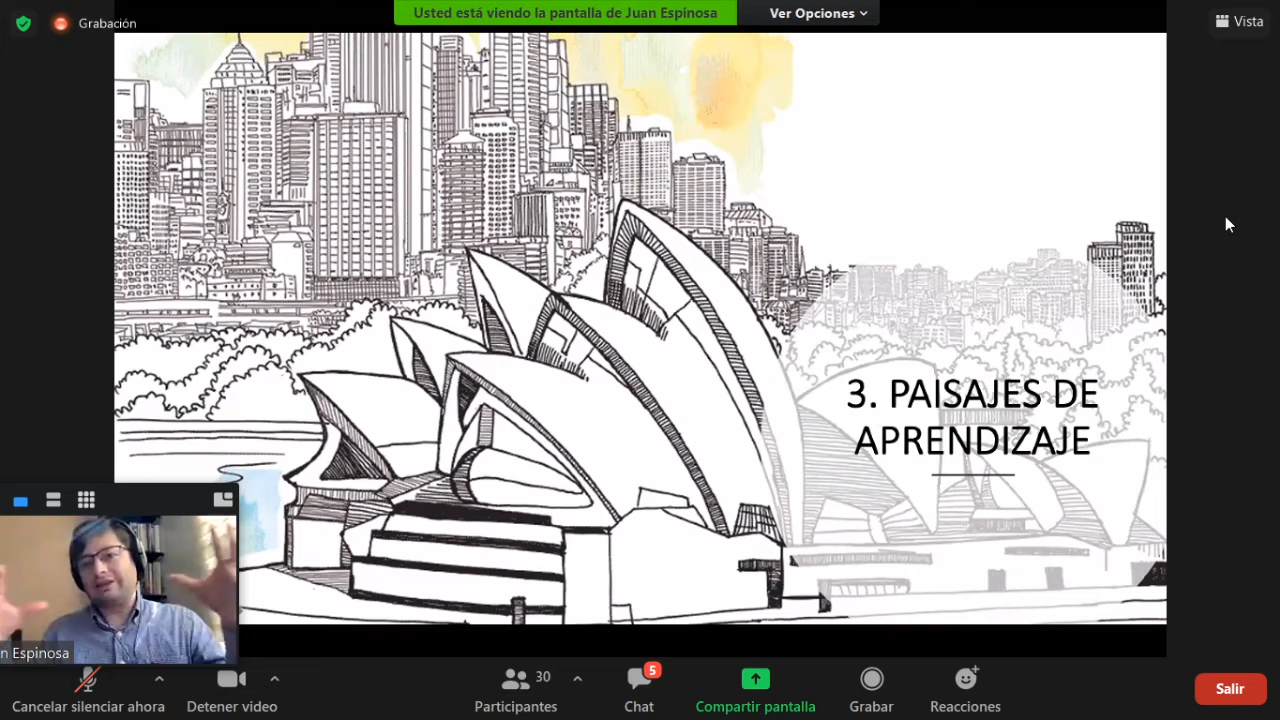 Grabación
Usted está viendo la pantalla de Juan Espinosa
Ver Opciones
Vista
3. PAISAJES DE
APRENDIZAJE
n Espinosa
Cancelar silenciar ahora
Detener video
30
Participantes
5
Chat
Compartir pantalla
Grabar
Reacciones
Salir